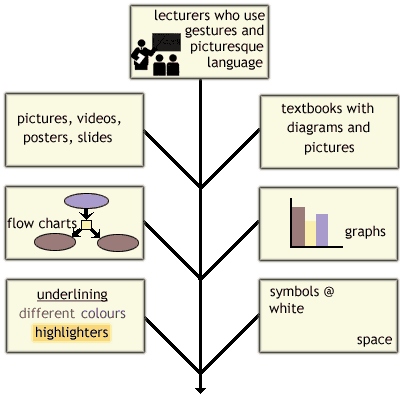 lecturers who use
gestures and
picturesque
language
pictures, videos,
posters, slides
textbooks with
diagrams and
pictures
flow charts
graphs
underlining
different colours
highlighters
symbols @
white
space